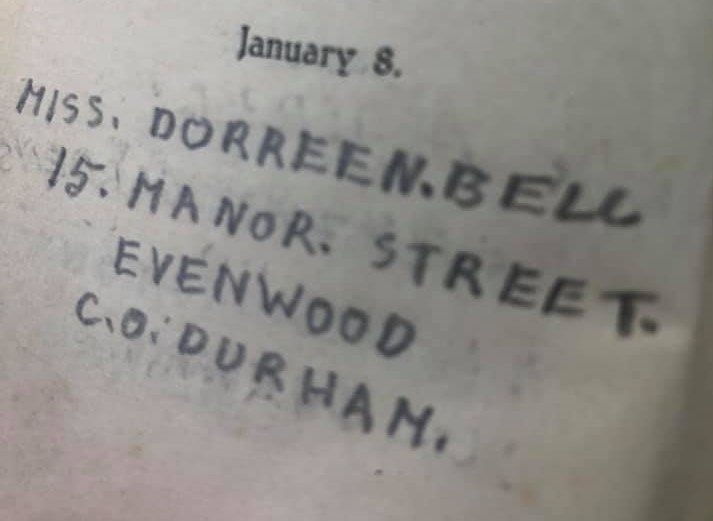 January 8.
MISS. DORREEN. BELL
15. MANOR. STREET.
EVENWOOD
C.O. DURHAM.